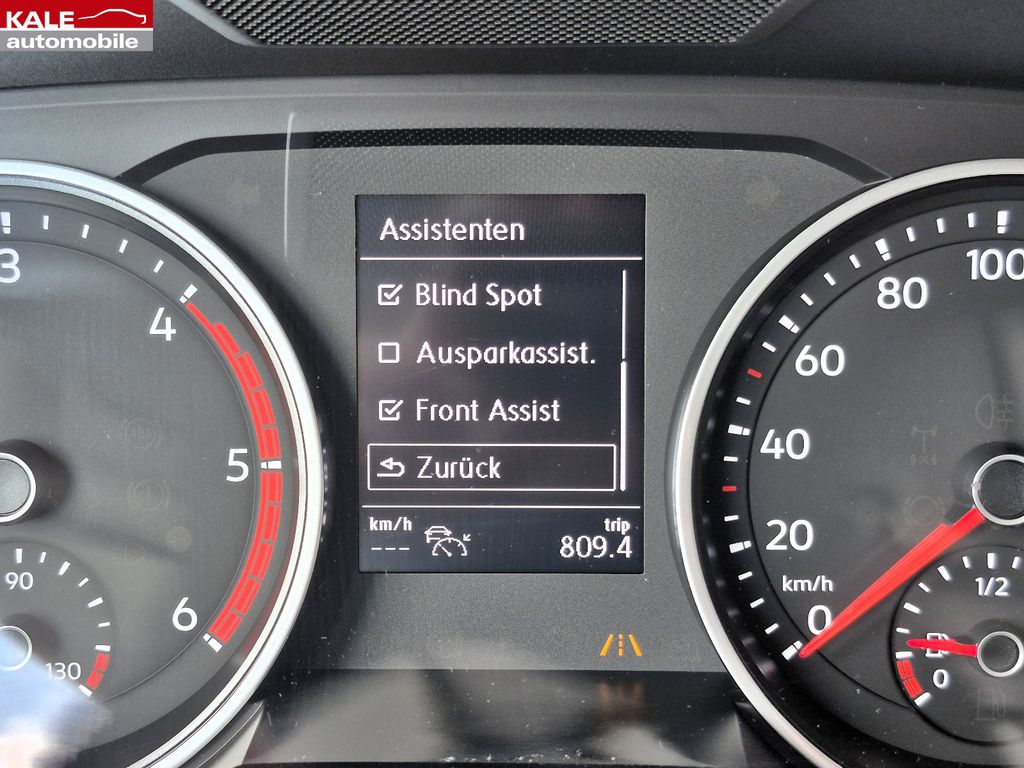 KALE
automobile
Assistenten
Blind Spot
Ausparkassist.
Front Assist
Zurück
km/h
---
trip
809.4
3
4
5
6
90
130
100
80
60
40
20
km/h
0
1/2
0